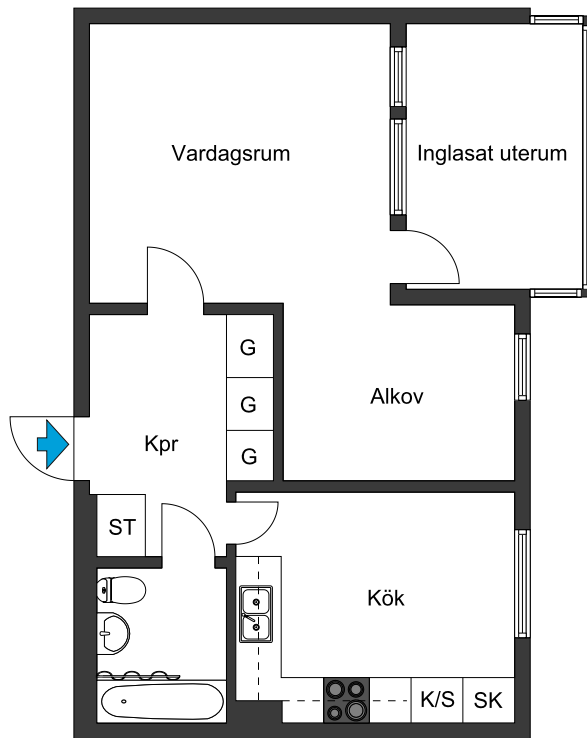 Vardagsrum
Inglasat uterum
G
Alkov
G
Kpr
G
ST
Kök
K/S
SK